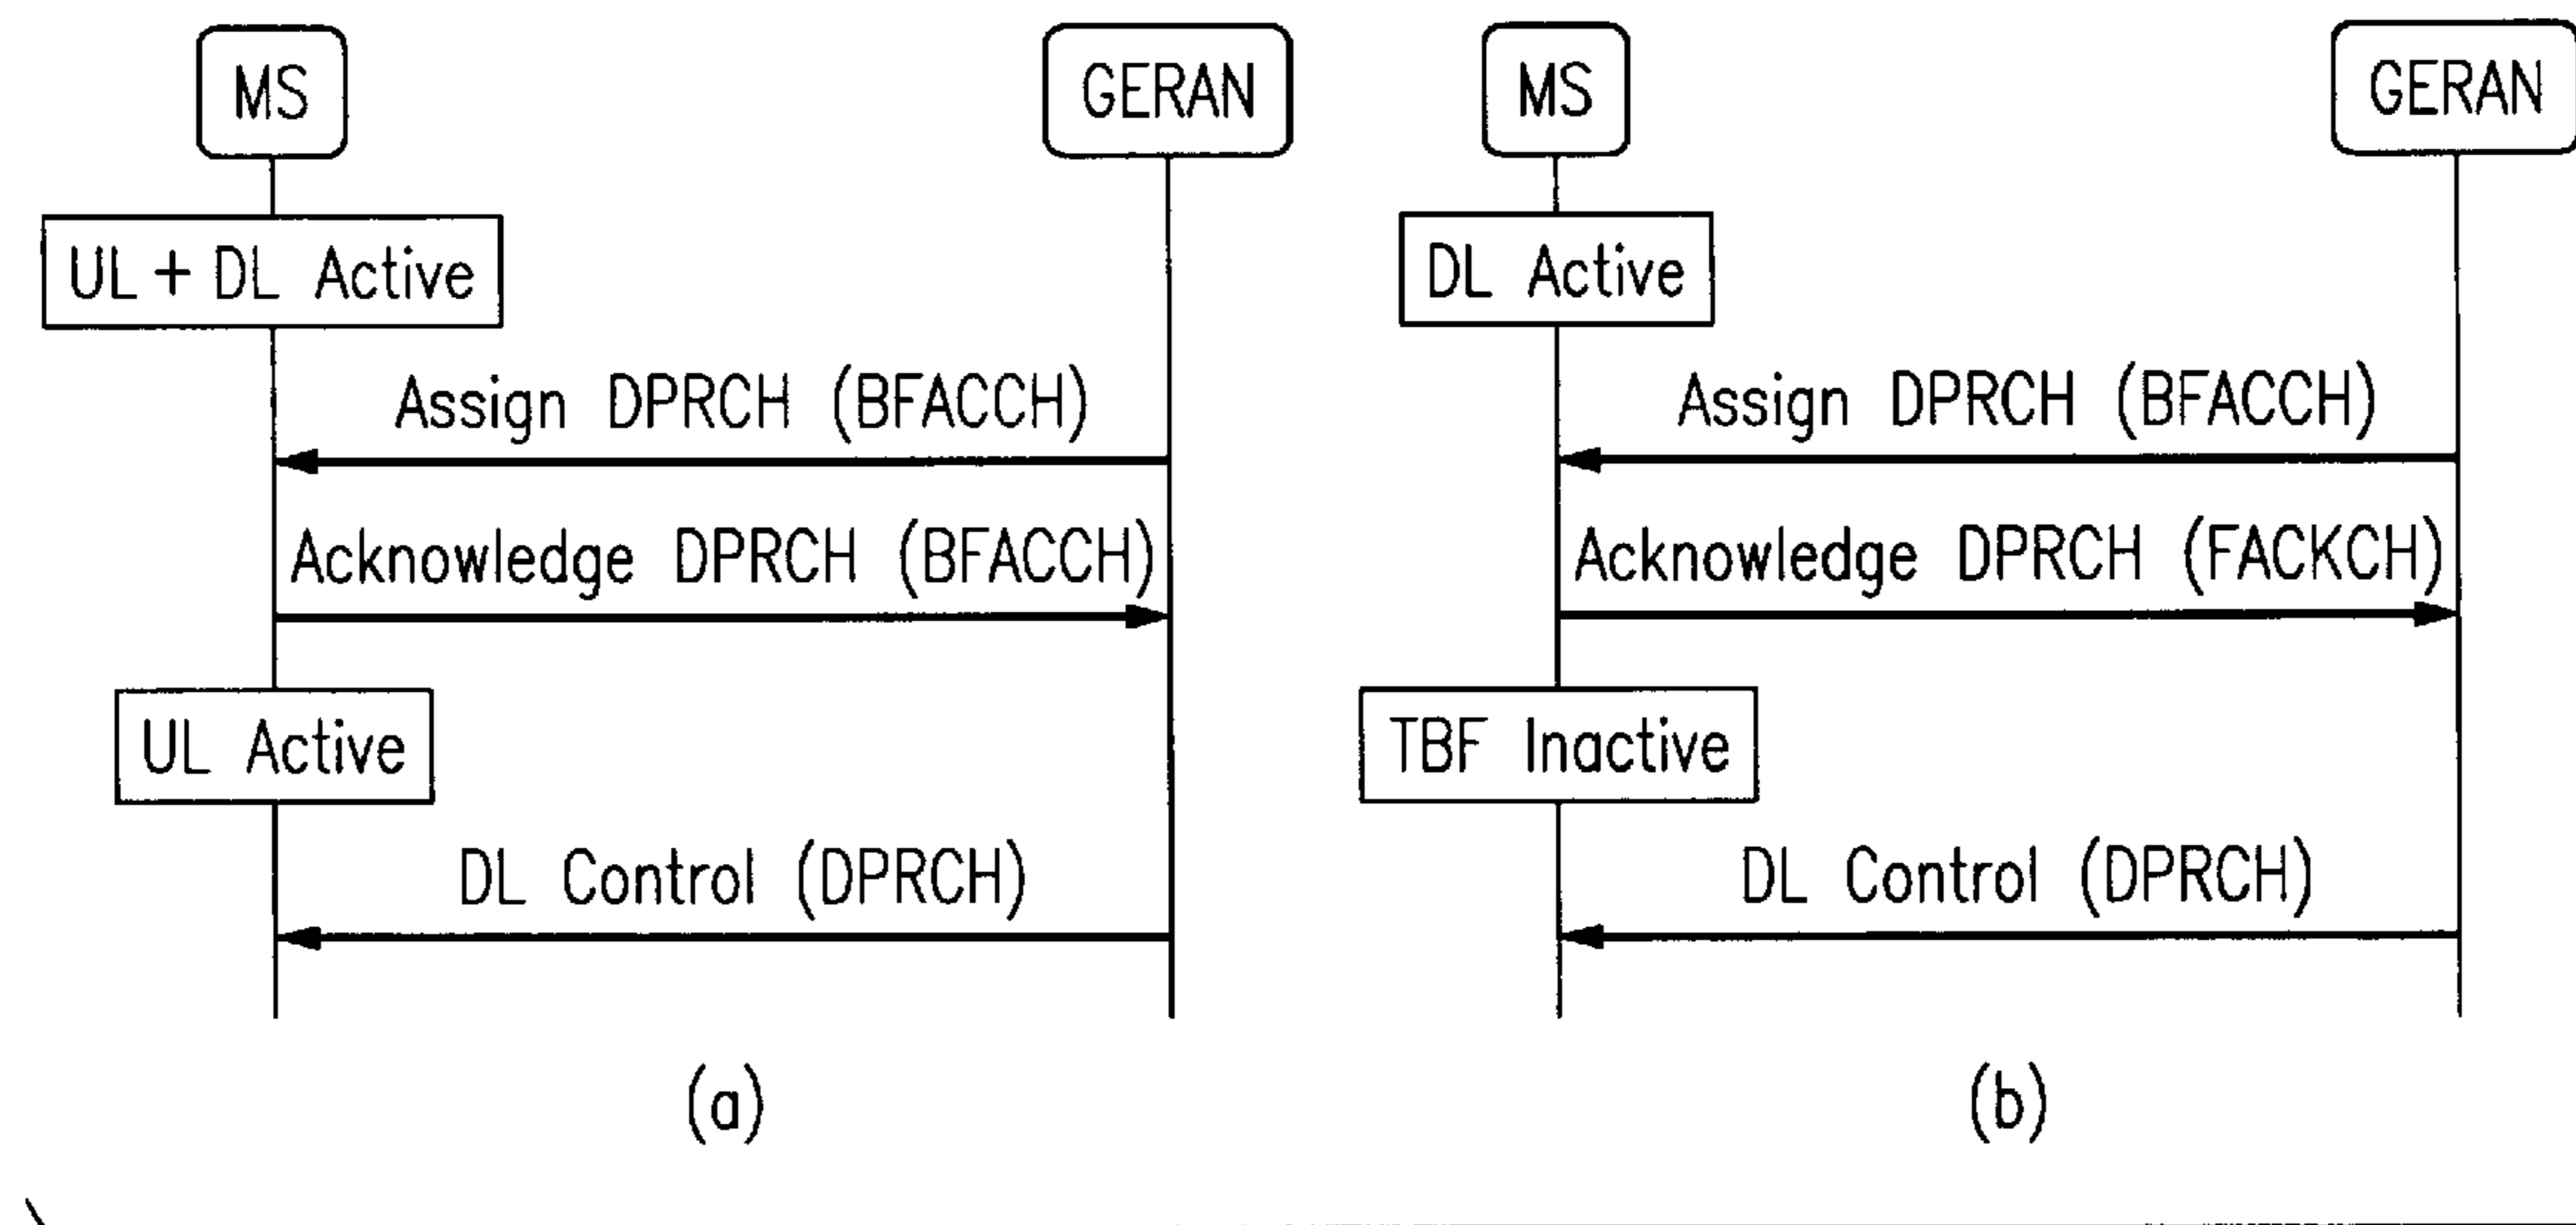 MS
GERAN
UL + DL Active
Assign DPRCH (BFACCH)
Acknowledge DPRCH (BFACCH)
UL Active
DL Control (DPRCH)
(a)
MS
GERAN
DL Active
Assign DPRCH (BFACCH)
Acknowledge DPRCH (FACKCH)
TBF Inactive
DL Control (DPRCH)
(b)